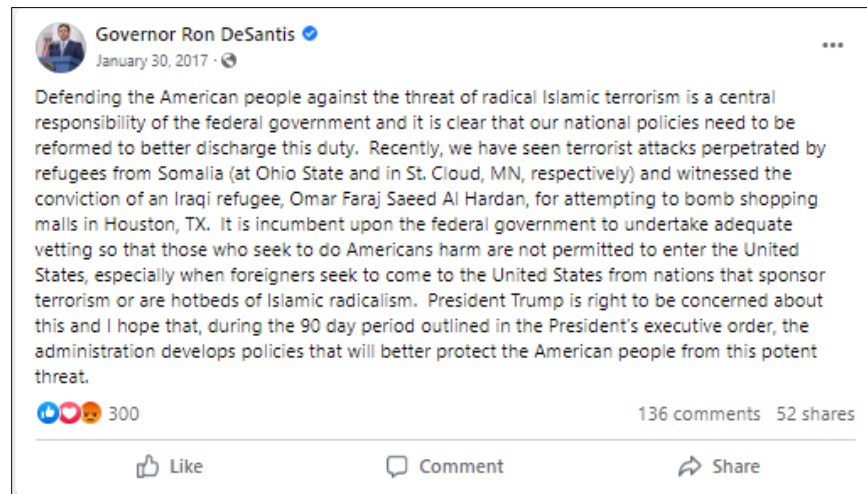 Governor Ron DeSantis
January 30, 2017 ·
Defending the American people against the threat of radical Islamic terrorism is a central
responsibility of the federal government and it is clear that our national policies need to be
reformed to better discharge this duty.  Recently, we have seen terrorist attacks perpetrated by
refugees from Somalia (at Ohio State and in St. Cloud, MN, respectively) and witnessed the
conviction of an Iraqi refugee, Omar Faraj Saeed Al Hardan, for attempting to bomb shopping
malls in Houston, TX.  It is incumbent upon the federal government to undertake adequate
vetting so that those who seek to do Americans harm are not permitted to enter the United
States, especially when foreigners seek to come to the United States from nations that sponsor
terrorism or are hotbeds of Islamic radicalism.  President Trump is right to be concerned about
this and I hope that, during the 90 day period outlined in the President's executive order, the
administration develops policies that will better protect the American people from this potent
threat.
300 136 comments 52 shares
Like Comment Share